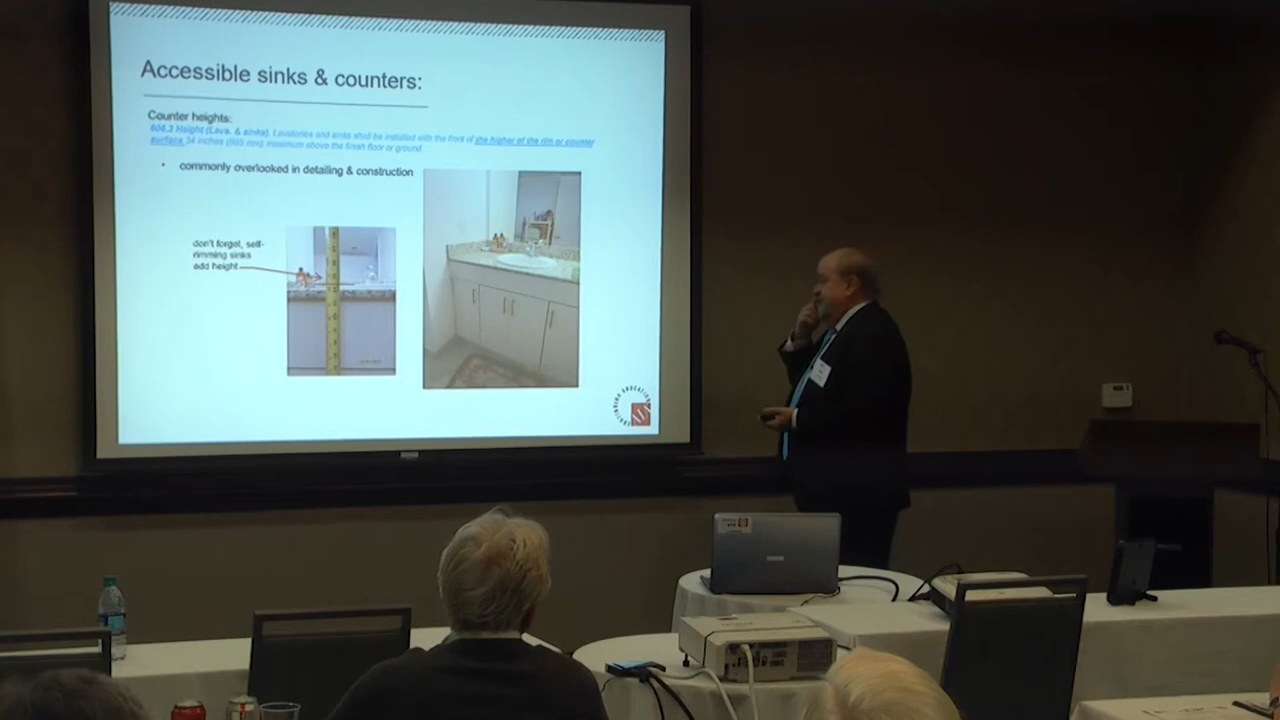 Accessible sinks & counters:
Counter heights:
606.3 Height (Lava. & sinks). Lavatories and sinks shall be installed with the front of the higher of the rim or counter
surface 34 inches (865 mm) maximum above the finish floor or ground
• commonly overlooked in detailing & construction
don't forget, self-
rimming sinks
add height
CONTINUING EDUCATION